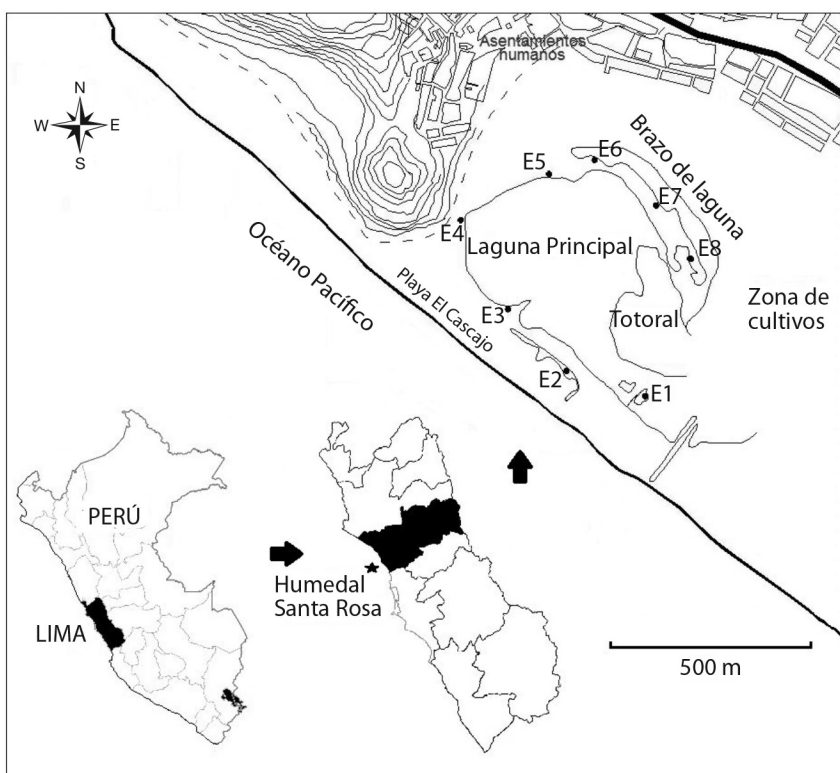 Asentamientos
humanos
N
W E
S
E6
E5
Brazo de laguna
E7
E4
Laguna Principal
E8
Océano Pacífico
Playa El Cascajo
E3
Totoral
Zona de
cultivos
E2
E1
PERÚ
LIMA
Humedal
Santa Rosa
500 m